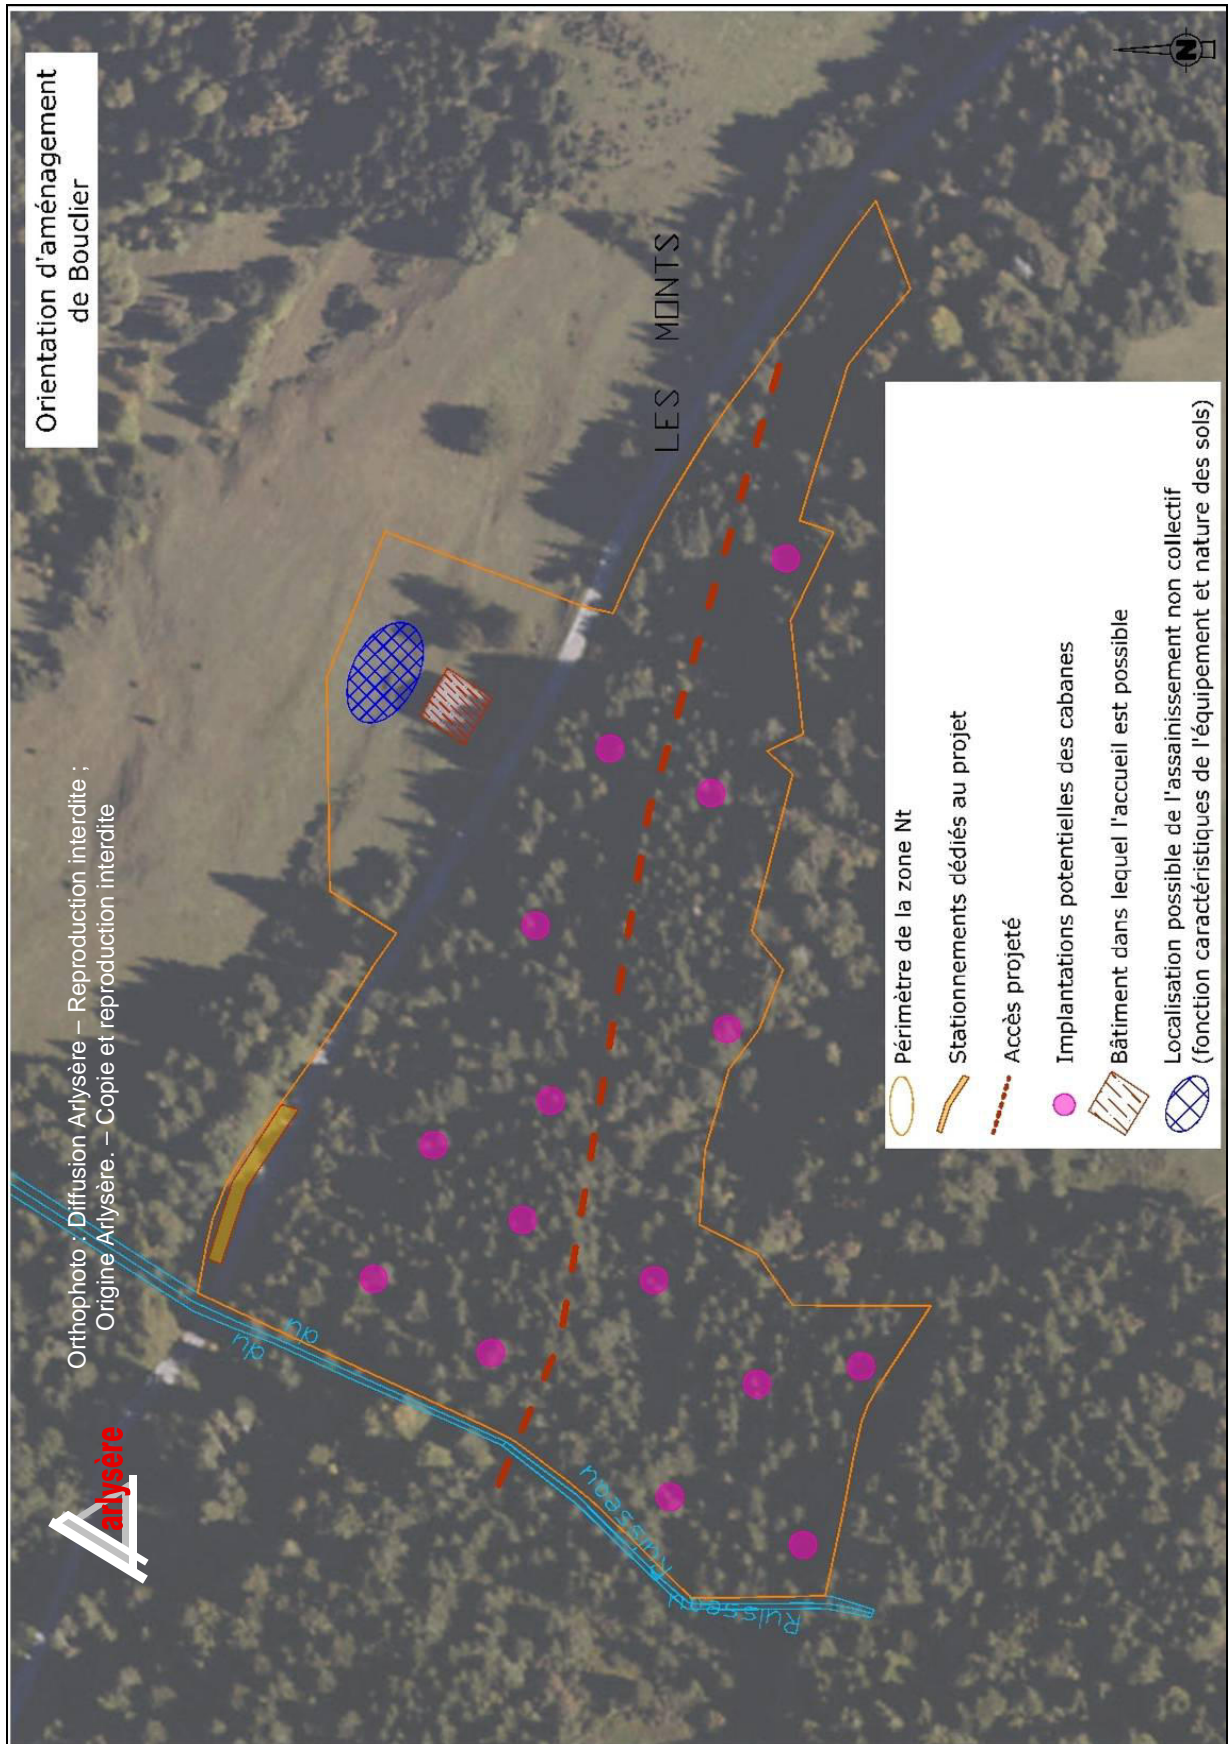 Orientation d'aménagement
de Bouclier
Orthophoto : Diffusion Arlysère – Reproduction interdite ;
Origine Arlysère. – Copie et reproduction interdite
arlysère
N
LES MONTS
du
du
Ruisseau
Ruisseau
Périmètre de la zone Nt
Stationnements dédiés au projet
Accès projeté
Implantations potentielles des cabanes
Bâtiment dans lequel l'accueil est possible
Localisation possible de l'assainissement non collectif
(fonction caractéristiques de l'équipement et nature des sols)